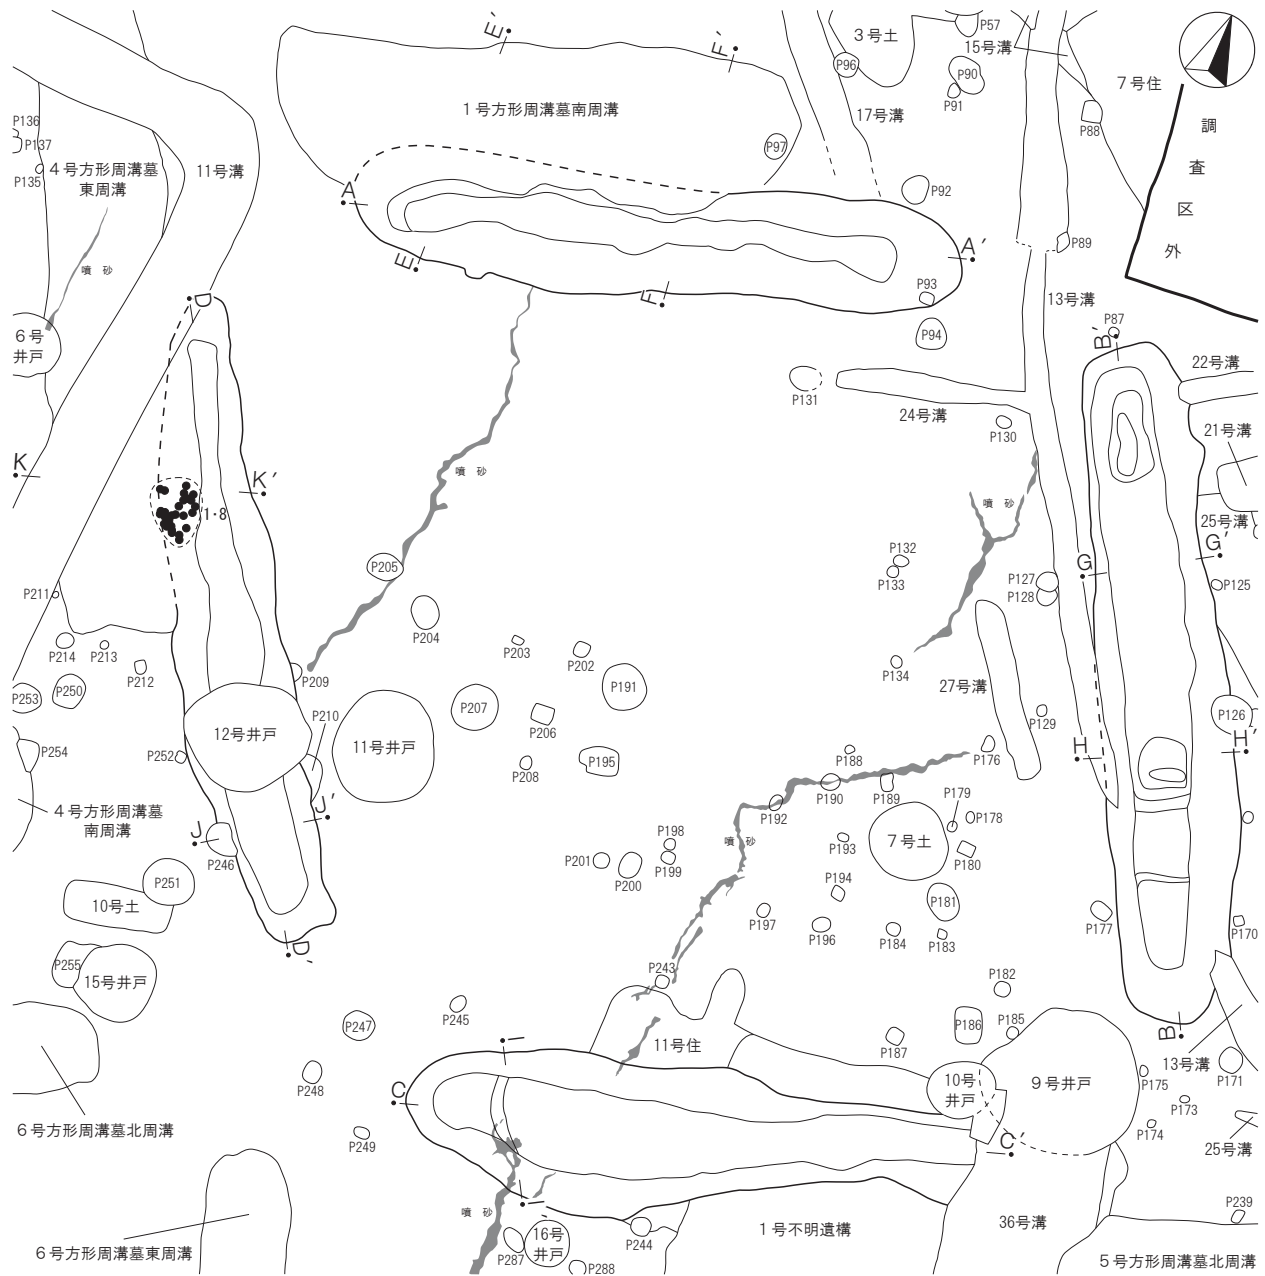 E′
F′
3号土
P57
15号溝
P96
P90
P91
7号住
1号方形周溝墓南周溝
17号溝
P88
P136
P137
P135
4号方形周溝墓
東周溝
11号溝
P97
調
査
区
外
A
P92
A′
P89
噴 砂
E
F
P93
D
13号溝
6号
井戸
P94
P87
B′
22号溝
P131
24号溝
P130
21号溝
K
K′
噴 砂
噴 砂
1・8
25号溝
G′
P205
P132
P133
G
P127
P128
P125
P211
P204
P214
P213
P212
P203
P202
P134
P209
P191
27号溝
P253
P250
P207
P206
P210
P129
P126
12号井戸
11号井戸
P254
P252
P208
P195
P188
P176
H
H′
P190
P189
P192
P179
P178
4号方形周溝墓
南周溝
J
J′
P246
P198
P199
噴 砂
P193
7号土
P180
P201
P200
P194
P251
10号土
P181
P197
P196
P184
P183
P177
P170
D′
P255
15号井戸
P243
P182
P245
P247
P186
P185
P187
B
I
11号住
13号溝
P171
10号
井戸
9号井戸
P175
P248
C
P173
6号方形周溝墓北周溝
P249
P174
C′
25号溝
噴 砂
I′
P239
6号方形周溝墓東周溝
P287
16号
井戸
P244
1号不明遺構
36号溝
P288
5号方形周溝墓北周溝